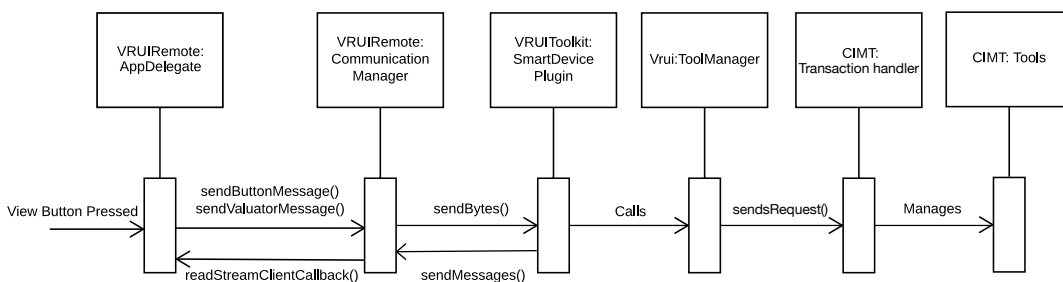 VRUIRemote:
AppDelegate
VRUIRemote:
Communication
Manager
VRUIToolkit:
SmartDevice
Plugin
Vrui:ToolManager
CIMT:
Transaction handler
CIMT: Tools
View Button Pressed
sendButtonMessage()
sendValuatorMessage()
sendBytes()
Calls
sendsRequest()
Manages
readStreamClientCallback()
sendMessages()